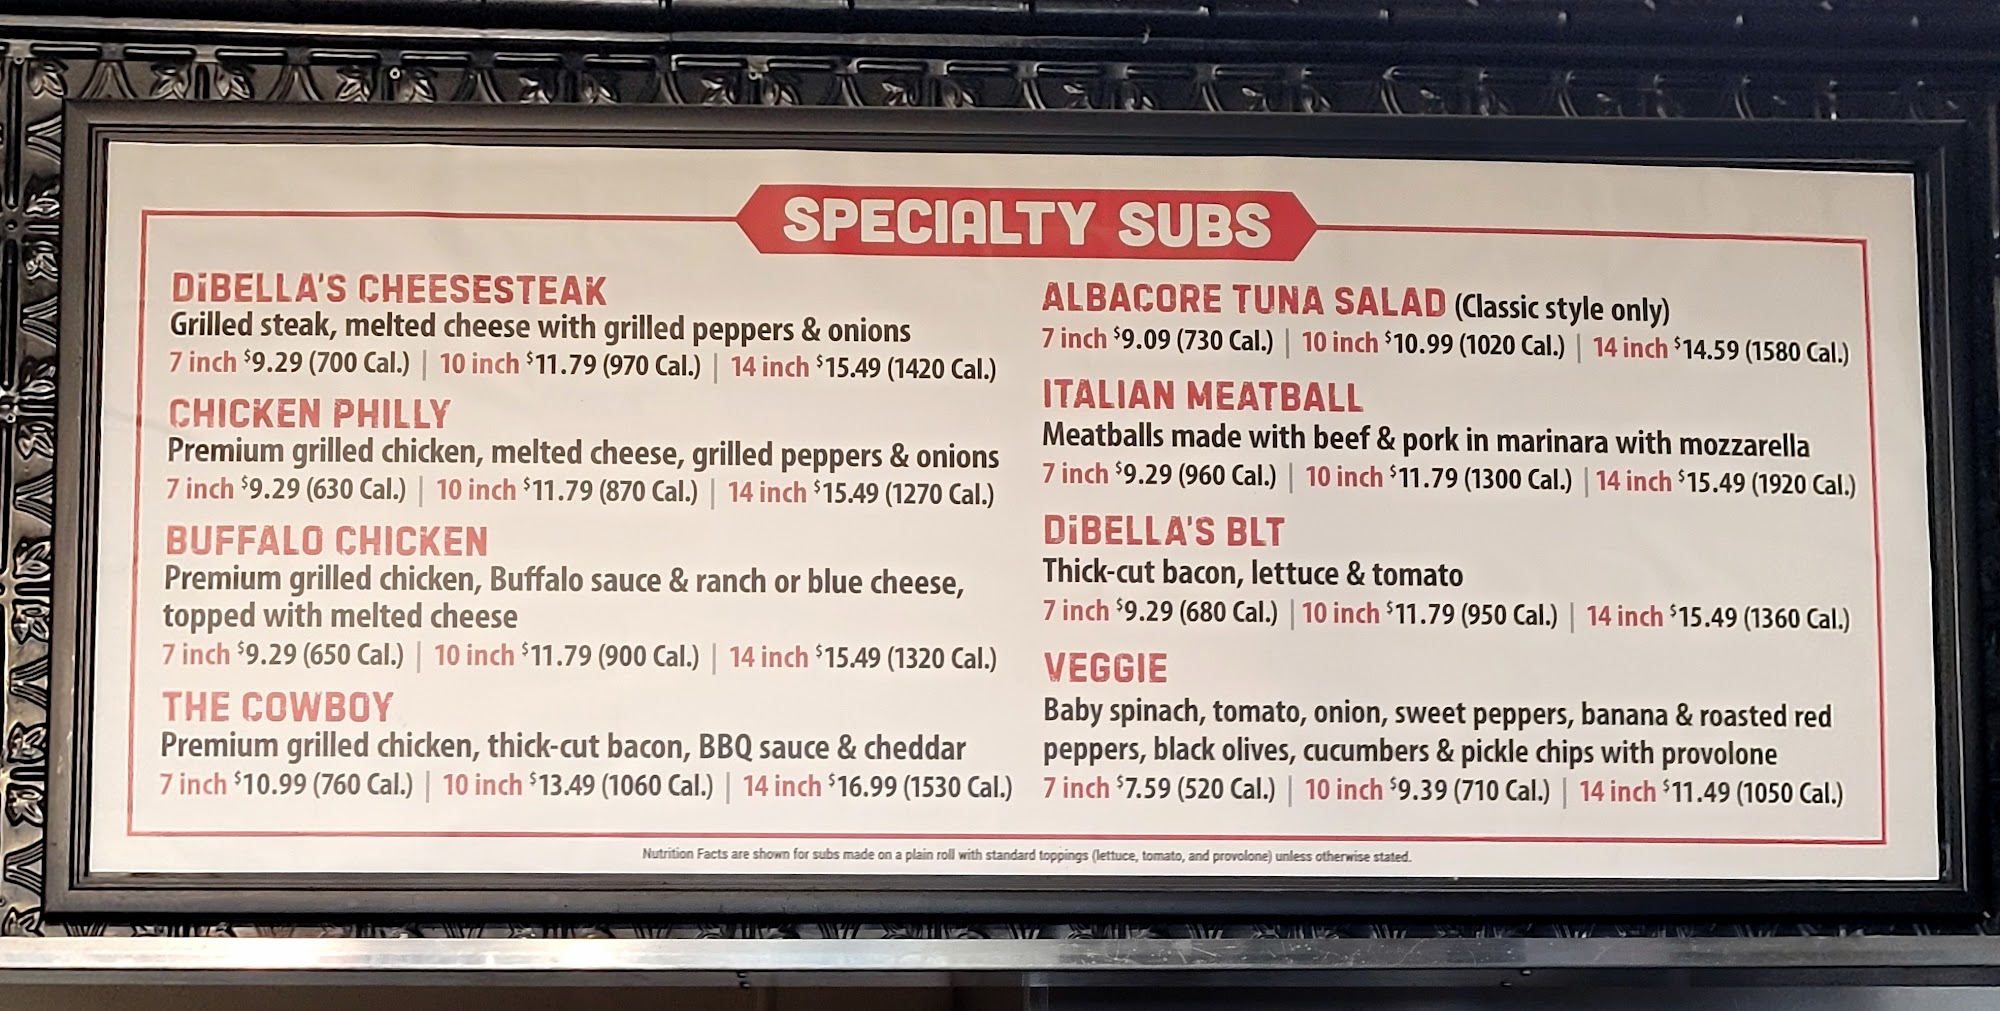 SPECIALTY SUBS
DiBELLA'S CHEESESTEAK
Grilled steak, melted cheese with grilled peppers & onions
7 inch $9.29 (700 Cal.) | 10 inch $11.79 (970 Cal.) | 14 inch $15.49 (1420 Cal.)
CHICKEN PHILLY
Premium grilled chicken, melted cheese, grilled peppers & onions
7 inch $9.29 (630 Cal.) | 10 inch $11.79 (870 Cal.) | 14 inch $15.49 (1270 Cal.)
BUFFALO CHICKEN
Premium grilled chicken, Buffalo sauce & ranch or blue cheese,
topped with melted cheese
7 inch $9.29 (650 Cal.) | 10 inch $11.79 (900 Cal.) | 14 inch $15.49 (1320 Cal.)
THE COWBOY
Premium grilled chicken, thick-cut bacon, BBQ sauce & cheddar
7 inch $10.99 (760 Cal.) | 10 inch $13.49 (1060 Cal.) | 14 inch $16.99 (1530 Cal.)
ALBACORE TUNA SALAD (Classic style only)
7 inch $9.09 (730 Cal.) | 10 inch $10.99 (1020 Cal.) | 14 inch $14.59 (1580 Cal.)
ITALIAN MEATBALL
Meatballs made with beef & pork in marinara with mozzarella
7 inch $9.29 (960 Cal.) | 10 inch $11.79 (1300 Cal.) | 14 inch $15.49 (1920 Cal.)
DiBELLA'S BLT
Thick-cut bacon, lettuce & tomato
7 inch $9.29 (680 Cal.) | 10 inch $11.79 (950 Cal.) | 14 inch $15.49 (1360 Cal.)
VEGGIE
Baby spinach, tomato, onion, sweet peppers, banana & roasted red
peppers, black olives, cucumbers & pickle chips with provolone
7 inch $7.59 (520 Cal.) | 10 inch $9.39 (710 Cal.) | 14 inch $11.49 (1050 Cal.)
Nutrition Facts are shown for subs made on a plain roll with standard toppings (lettuce, tomato, and provolone) unless otherwise stated.